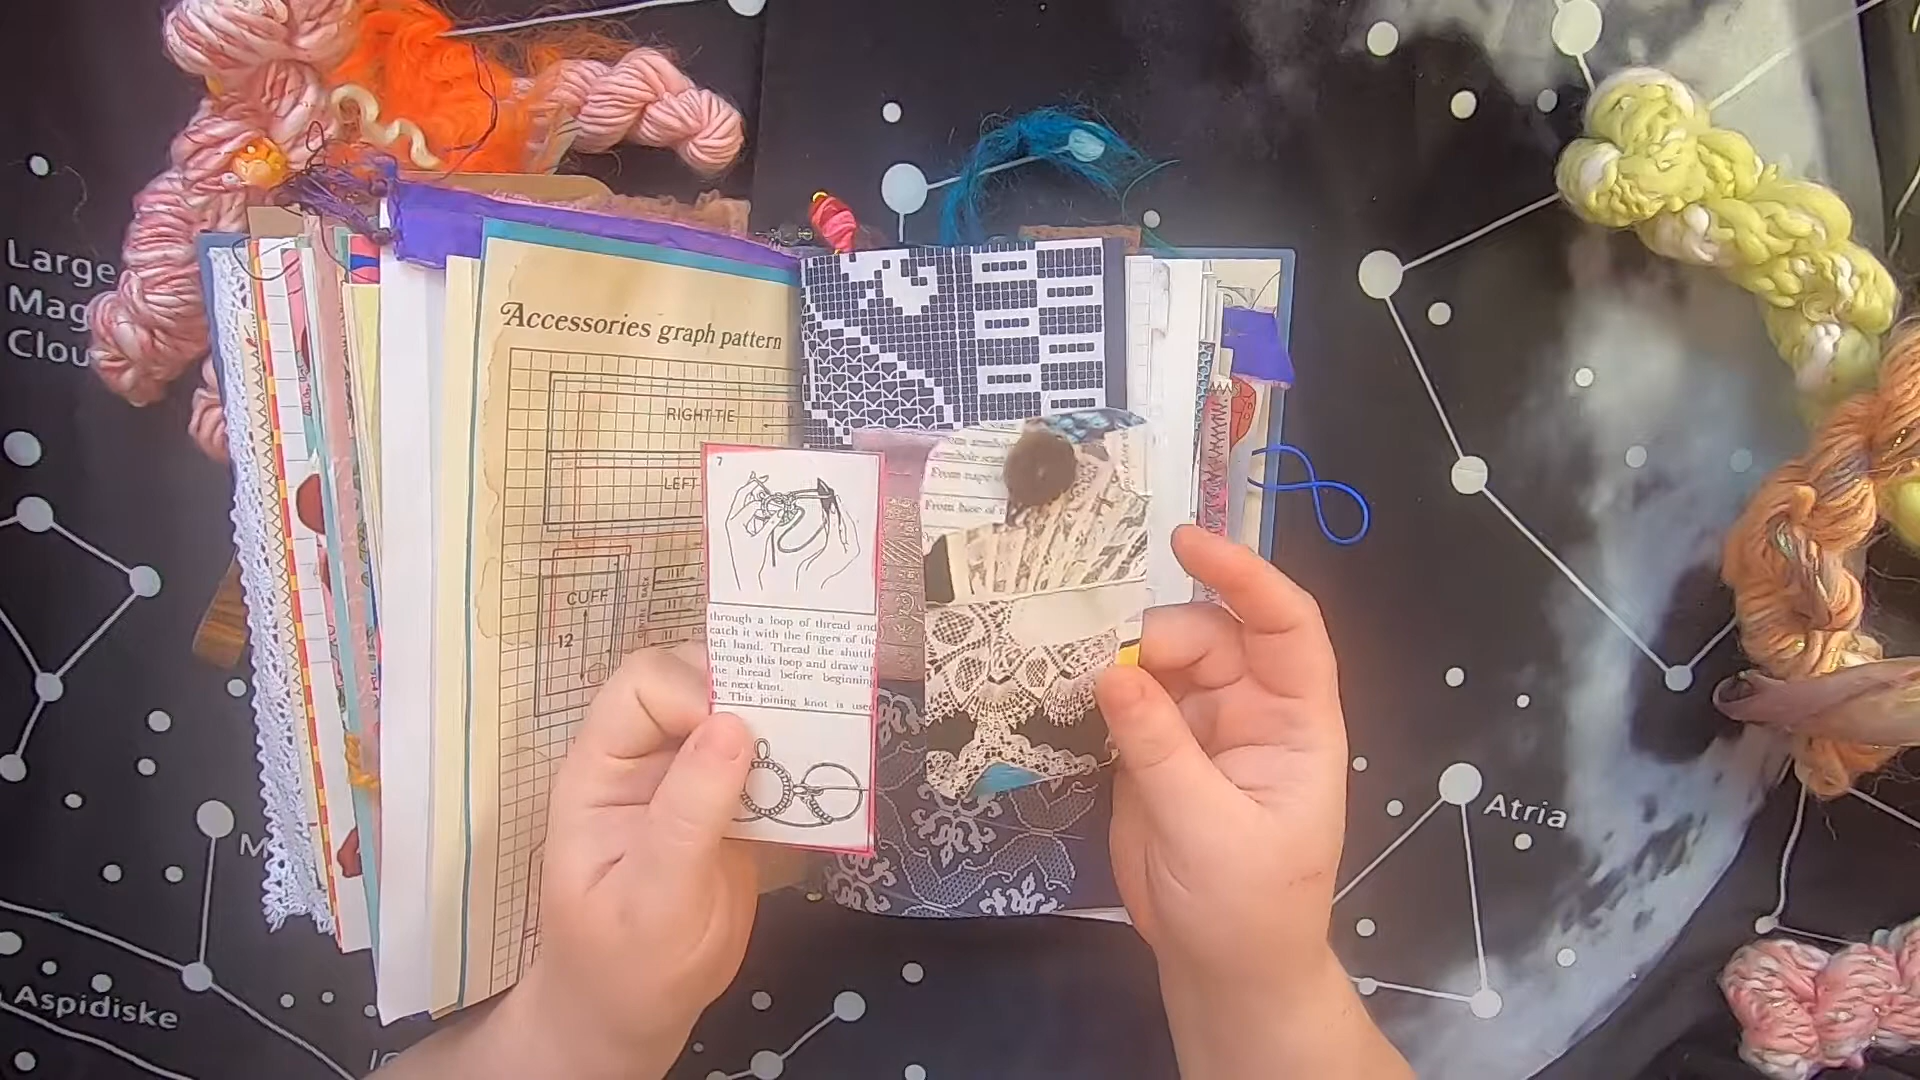 Large
Mag
Clou
Accessories graph pattern
RIGHT TIE
LEFT
CUFF
12
7
through a loop of thread and
catch it with the fingers of the
left hand. Thread the shuttle
through this loop and draw up
the thread before beginning
the next knot.
8. This joining knot is used
From nape
From base of
Atria
M
Aspidiske